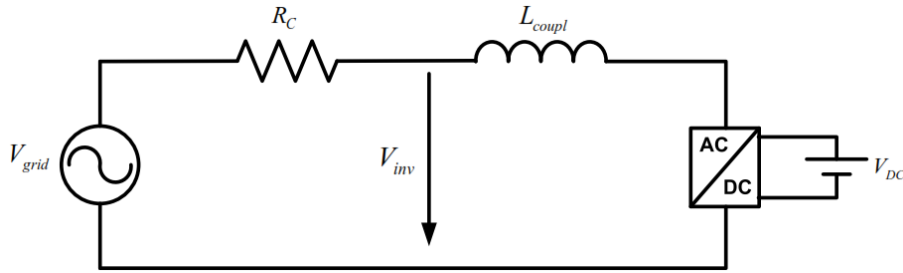 R_C
L_coupl
V_grid
V_inv
AC
DC
V_DC